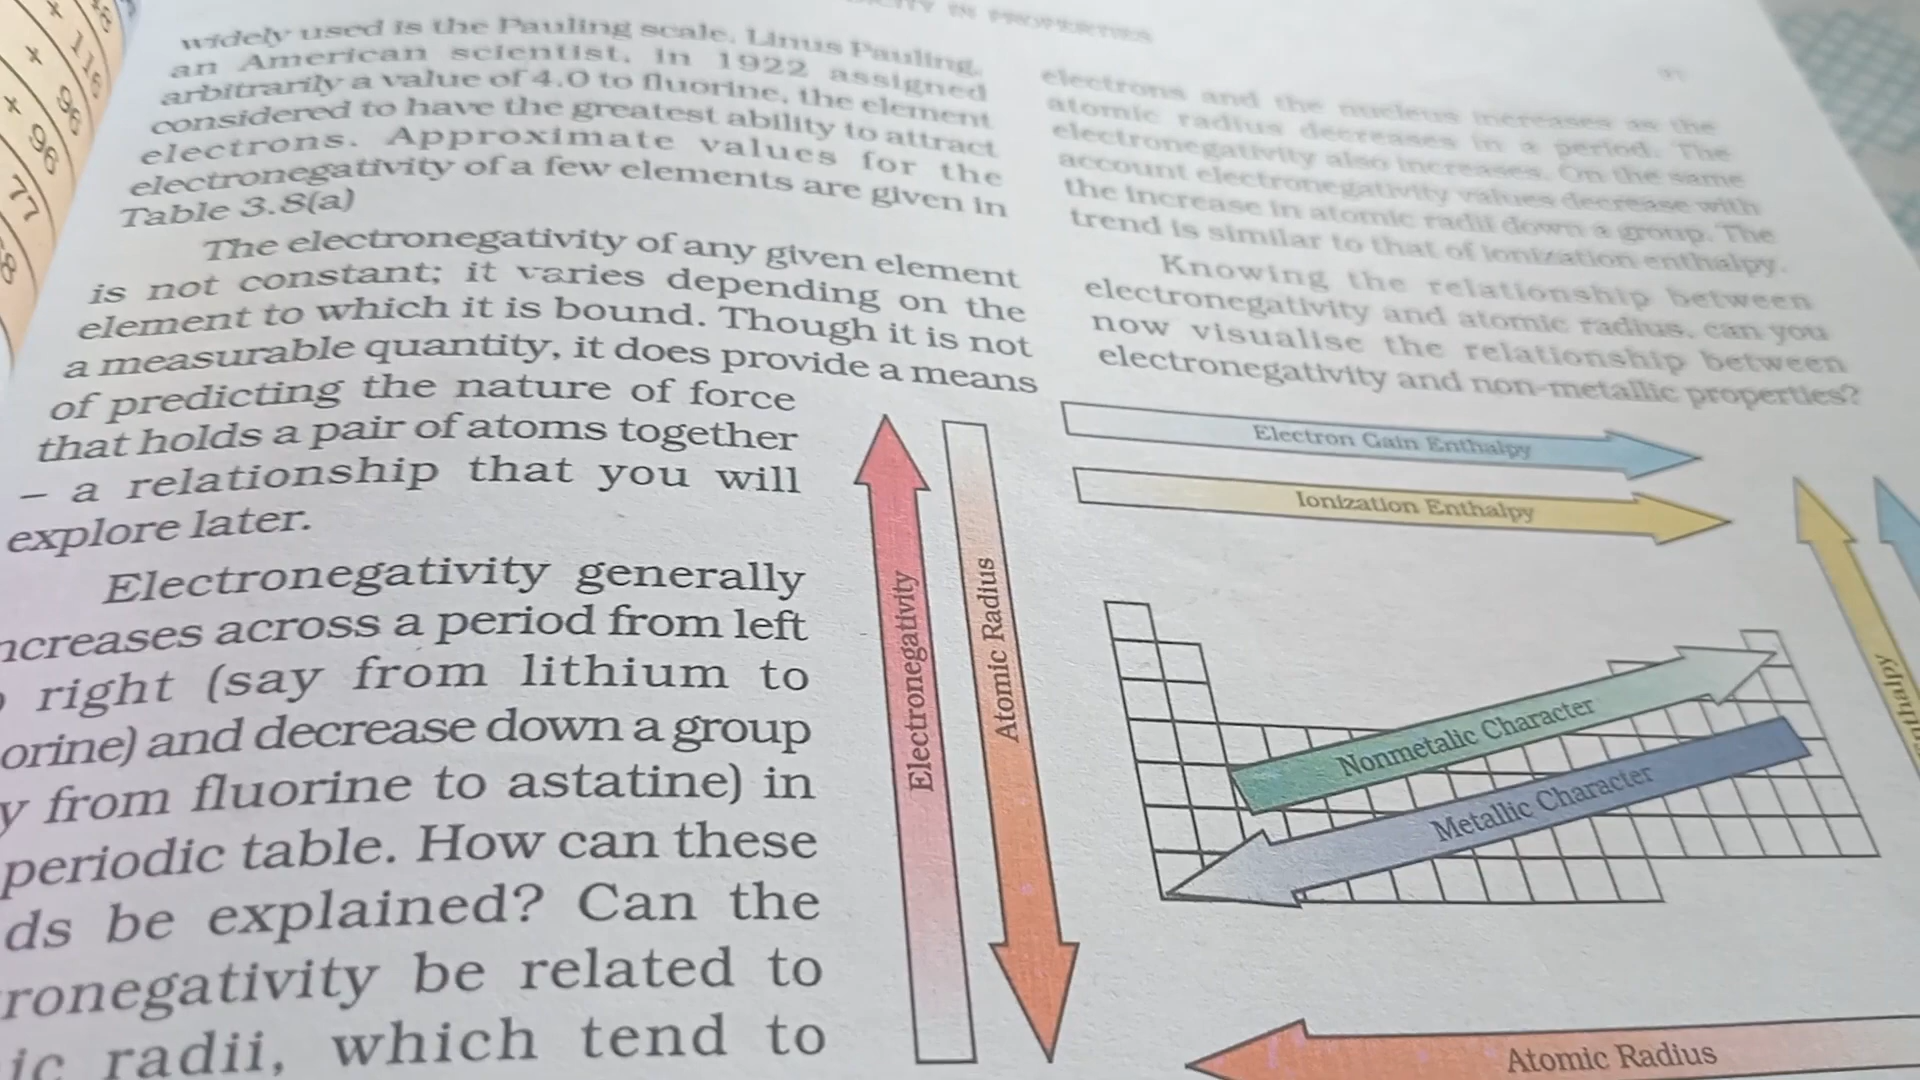 IN PROPERTIES
+ 116
+ 96
+ 96
77
widely used is the Pauling scale. Linus Pauling,
an American scientist, in 1922 assigned
arbitrarily a value of 4.0 to fluorine, the element
considered to have the greatest ability to attract
electrons. Approximate values for the
electronegativity of a few elements are given in
Table 3.8(a)
The electronegativity of any given element
is not constant; it varies depending on the
element to which it is bound. Though it is not
a measurable quantity, it does provide a means
of predicting the nature of force
that holds a pair of atoms together
– a relationship that you will
explore later.
Electronegativity generally
ncreases across a period from left
right (say from lithium to
orine) and decrease down a group
y from fluorine to astatine) in
periodic table. How can these
ds be explained? Can the
ronegativity be related to
ic radii, which tend to
electrons and the nucleus increases as the
atomic radius decreases in a period. The
electronegativity also increases. On the same
account electronegativity values decrease with
the increase in atomic radii down a group. The
trend is similar to that of ionization enthalpy.
Knowing the relationship between
electronegativity and atomic radius, can you
now visualise the relationship between
electronegativity and non-metallic properties?
Electron Gain Enthalpy
Ionization Enthalpy
Electronegativity
Atomic Radius
Nonmetalic Character
Metallic Character
Atomic Radius